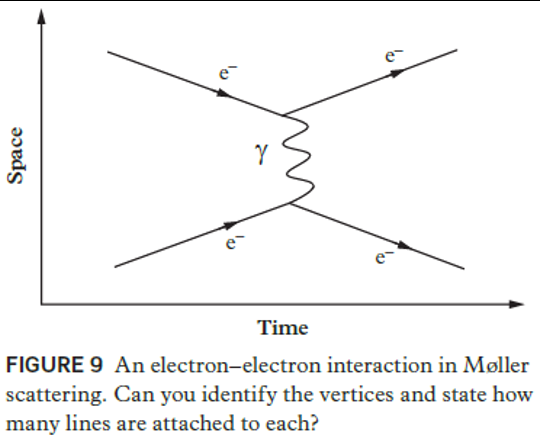 e⁻
e⁻
γ
e⁻
e⁻
Space
Time
FIGURE 9 An electron–electron interaction in Møller
scattering. Can you identify the vertices and state how
many lines are attached to each?